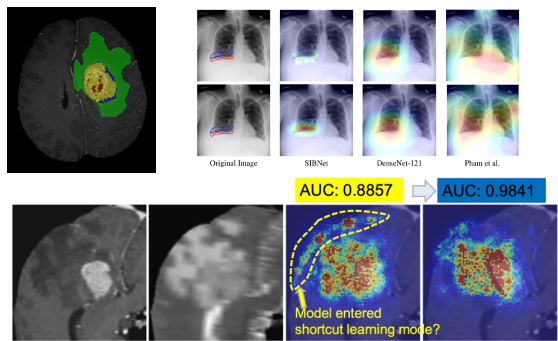 Original Image
SIBNet
DenseNet-121
Pham et al.
AUC: 0.8857
AUC: 0.9841
Model entered
shortcut learning mode?